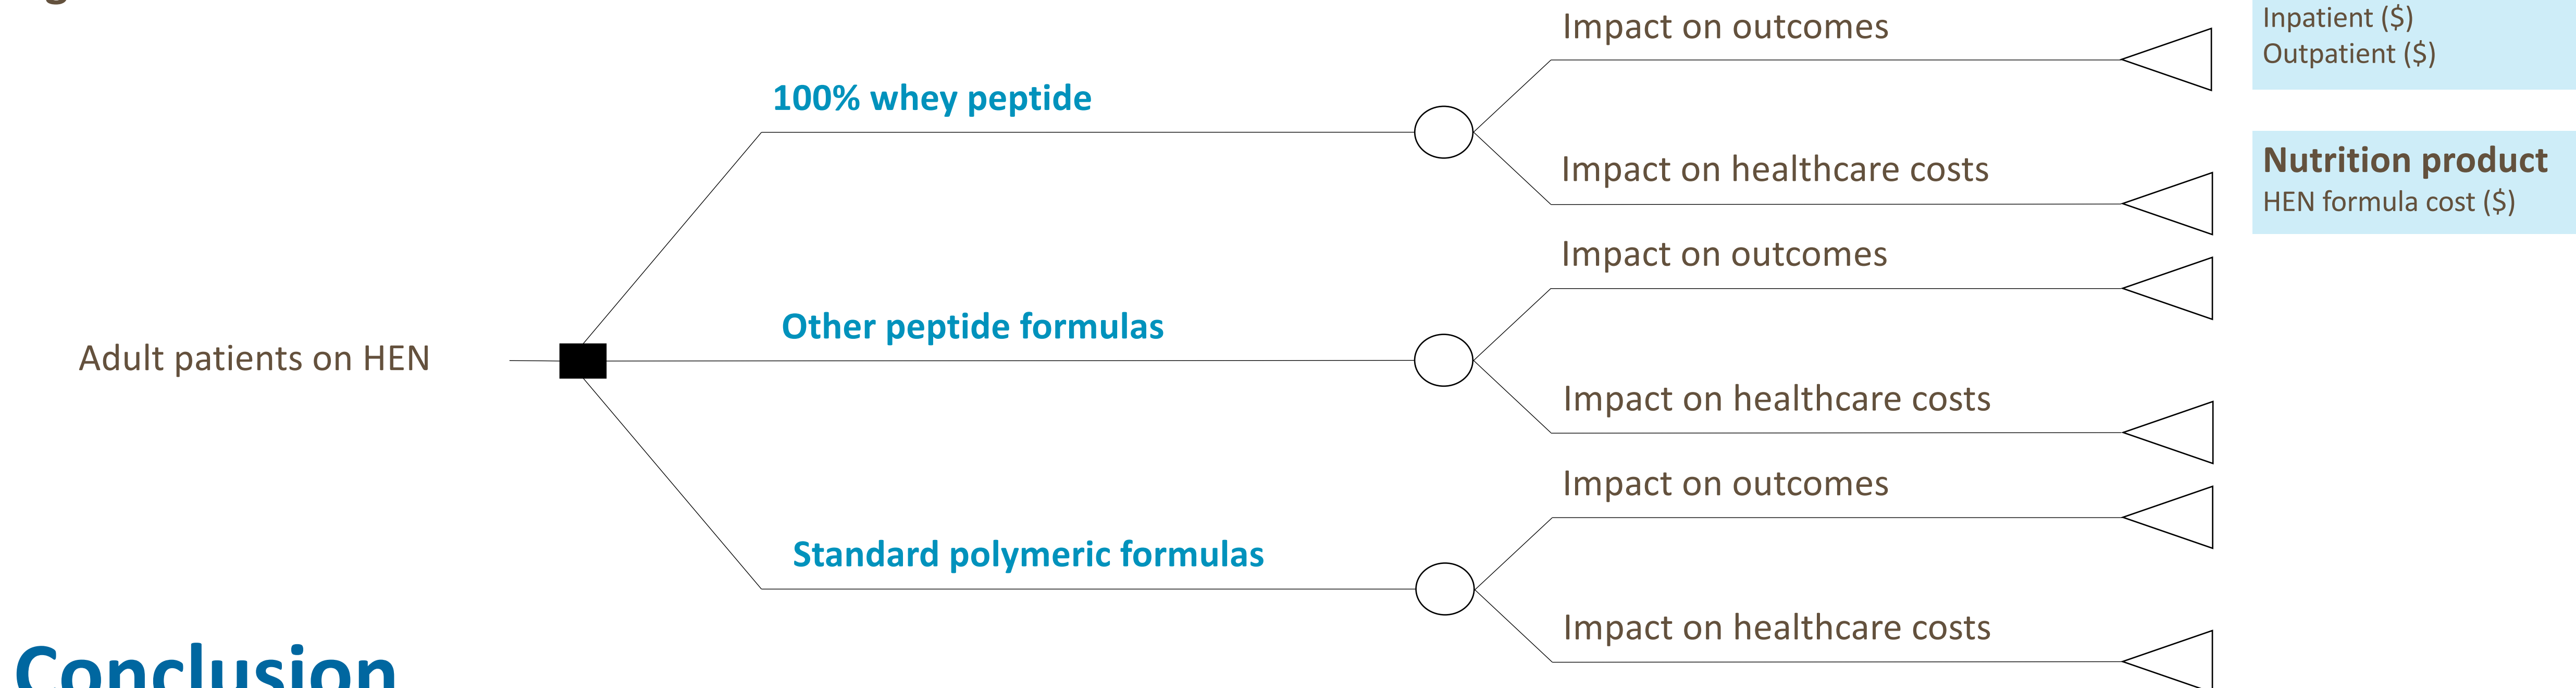 Impact on outcomes
Inpatient ($)
Outpatient ($)
100% whey peptide
Impact on healthcare costs
Nutrition product
HEN formula cost ($)
Impact on outcomes
Other peptide formulas
Adult patients on HEN
Impact on healthcare costs
Impact on outcomes
Standard polymeric formulas
Impact on healthcare costs
Conclusion